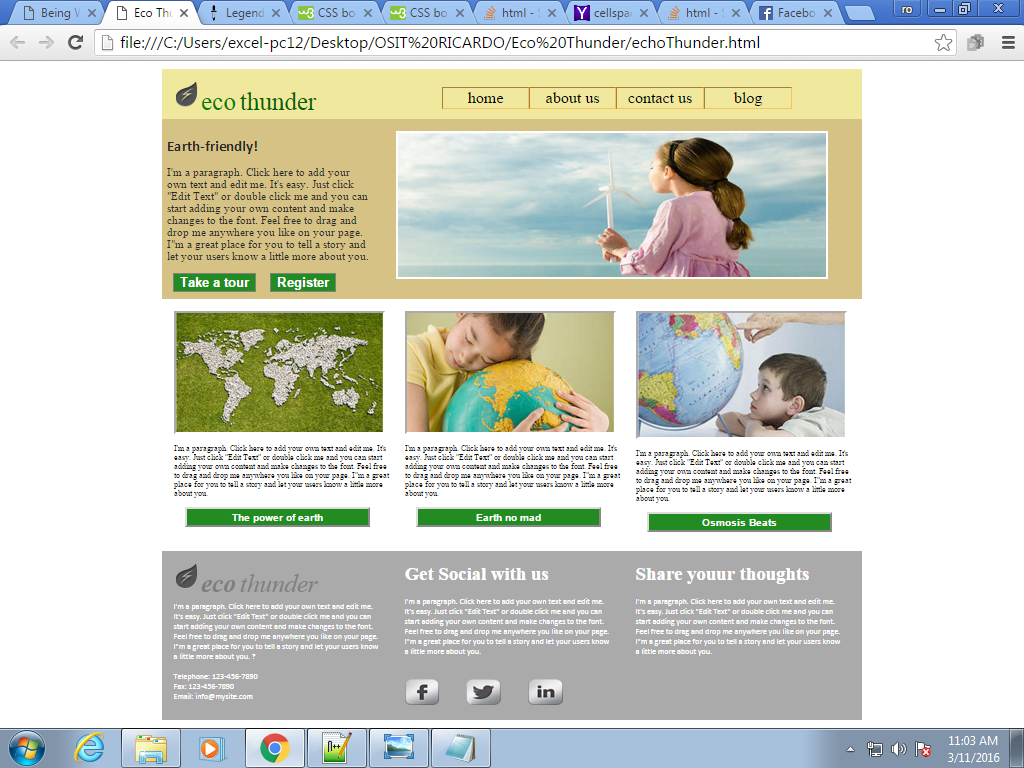 Being W
Eco Thu
Legend
CSS bo
CSS bo
html - S
cellspa
html - S
Facebo
ro
file:///C:/Users/excel-pc12/Desktop/OSIT%20RICARDO/Eco%20Thunder/echoThunder.html
eco thunder
home about us contact us blog
Earth-friendly!
I'm a paragraph. Click here to add your
own text and edit me. It's easy. Just click
"Edit Text" or double click me and you can
start adding your own content and make
changes to the font. Feel free to drag and
drop me anywhere you like on your page.
I"m a great place for you to tell a story and
let your users know a little more about you.
Take a tour Register
I'm a paragraph. Click here to add your own text and edit me. It's
easy. Just click "Edit Text" or double click me and you can start
adding your own content and make changes to the font. Feel free
to drag and drop me anywhere you like on your page. I"m a great
place for you to tell a story and let your users know a little more
about you.
The power of earth
I'm a paragraph. Click here to add your own text and edit me. It's
easy. Just click "Edit Text" or double click me and you can start
adding your own content and make changes to the font. Feel free
to drag and drop me anywhere you like on your page. I"m a great
place for you to tell a story and let your users know a little more
about you.
Earth no mad
I'm a paragraph. Click here to add your own text and edit me. It's
easy. Just click "Edit Text" or double click me and you can start
adding your own content and make changes to the font. Feel free
to drag and drop me anywhere you like on your page. I"m a great
place for you to tell a story and let your users know a little more
about you.
Osmosis Beats
eco thunder
I'm a paragraph. Click here to add your own text and edit me.
It's easy. Just click "Edit Text" or double click me and you can
start adding your own content and make changes to the font.
Feel free to drag and drop me anywhere you like on your page.
I"m a great place for you to tell a story and let your users know
a little more about you. ?
Telephone: 123-456-7890
Fax: 123-456-7890
Email: info@mysite.com
Get Social with us
I'm a paragraph. Click here to add your own text and edit me.
It's easy. Just click "Edit Text" or double click me and you can
start adding your own content and make changes to the font.
Feel free to drag and drop me anywhere you like on your page.
I"m a great place for you to tell a story and let your users know
a little more about you.
Share youur thoughts
I'm a paragraph. Click here to add your own text and edit me.
It's easy. Just click "Edit Text" or double click me and you can
start adding your own content and make changes to the font.
Feel free to drag and drop me anywhere you like on your page.
I"m a great place for you to tell a story and let your users know
a little more about you.
11:03 AM
3/11/2016